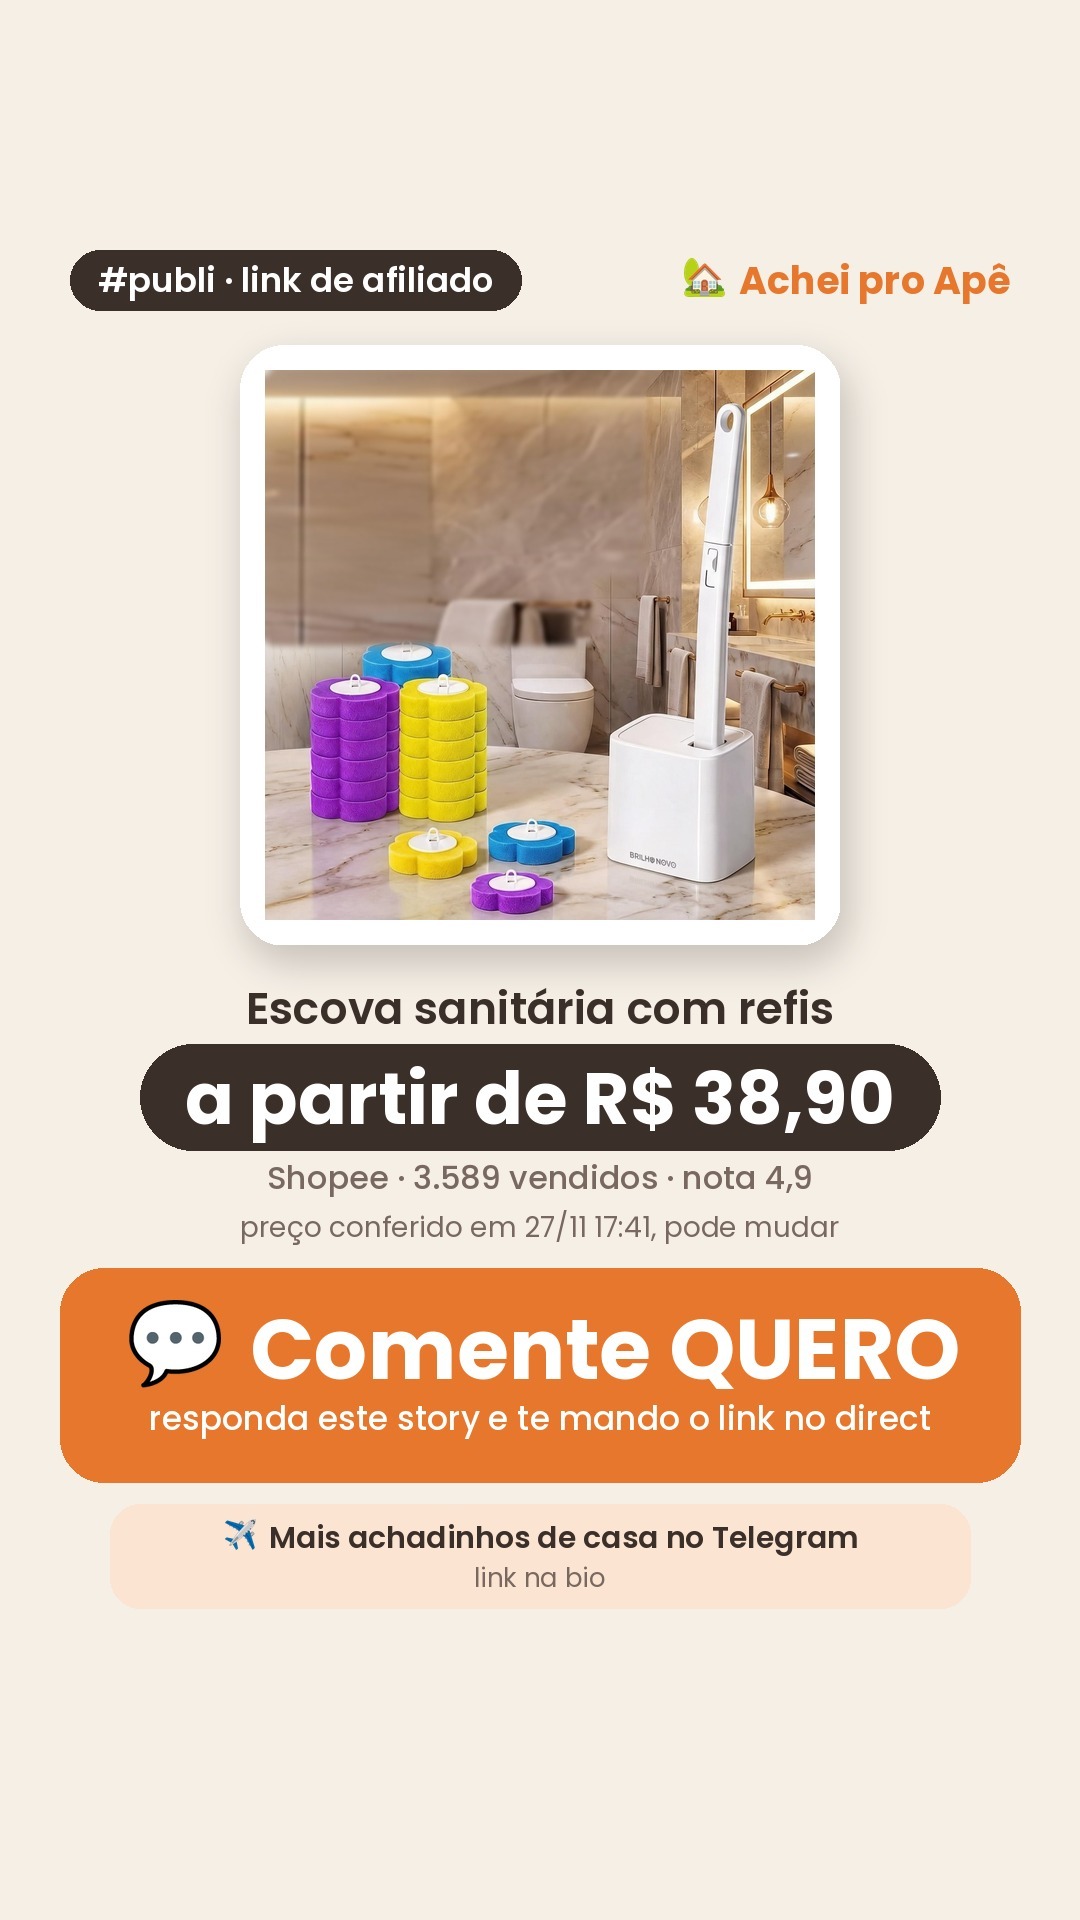 #publi · link de afiliado
🏡 Achei pro Apê
BRILHO NOVO
Escova sanitária com refis
a partir de R$ 38,90
Shopee · 3.589 vendidos · nota 4,9
preço conferido em 27/11 17:41, pode mudar
💬 Comente QUERO
responda este story e te mando o link no direct
✈️ Mais achadinhos de casa no Telegram
link na bio